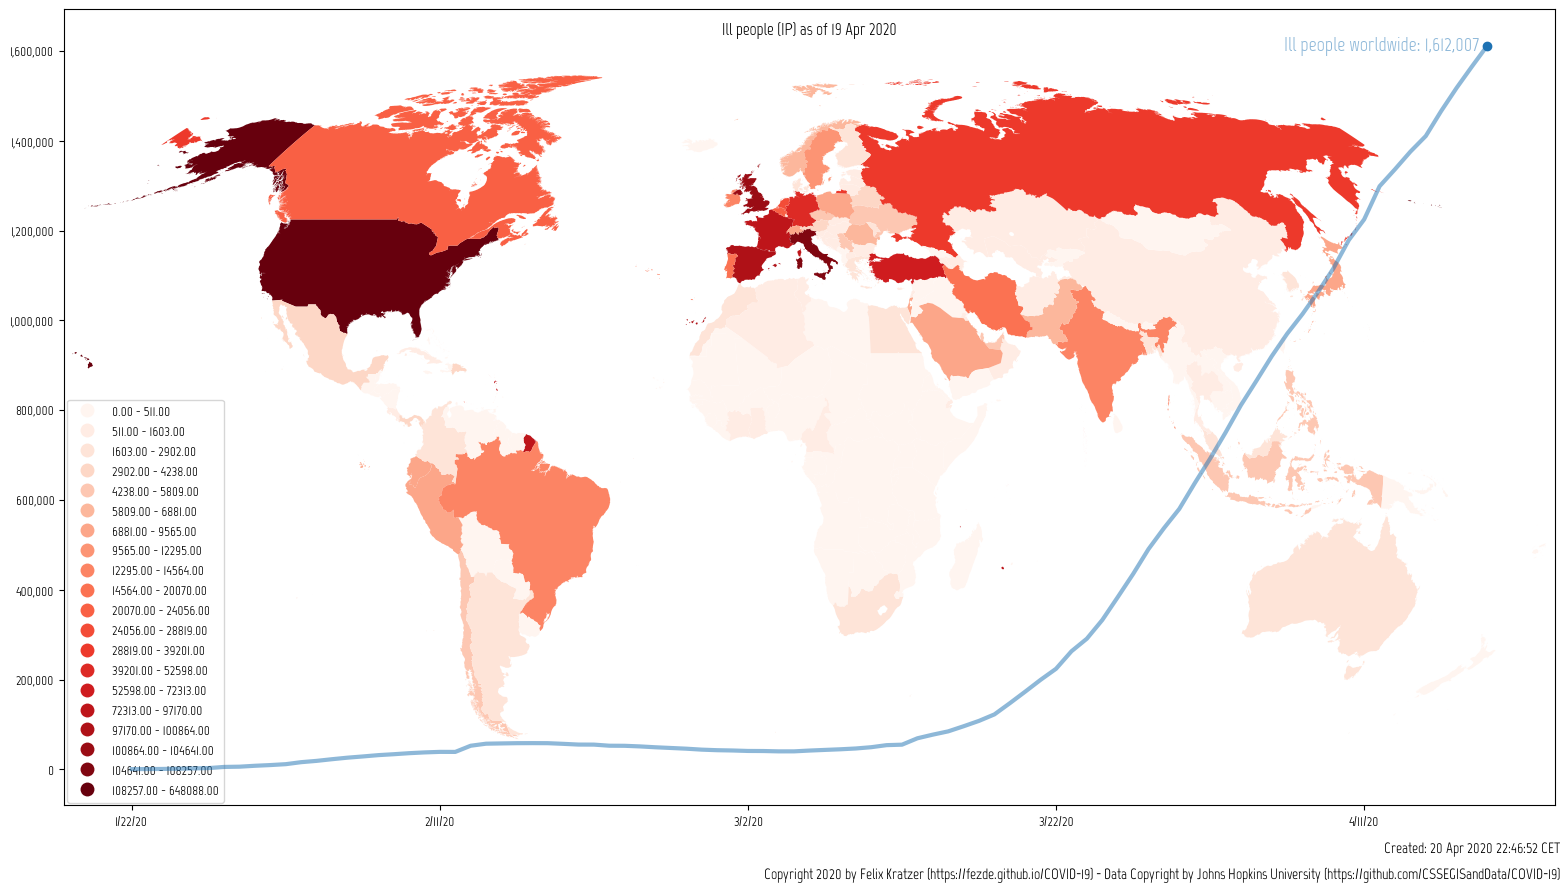 Ill people (IP) as of 19 Apr 2020
Ill people worldwide: 1,612,007
1,600,000
1,400,000
1,200,000
1,000,000
800,000
600,000
400,000
200,000
0
0.00 - 511.00
511.00 - 1603.00
1603.00 - 2902.00
2902.00 - 4238.00
4238.00 - 5809.00
5809.00 - 6881.00
6881.00 - 9565.00
9565.00 - 12295.00
12295.00 - 14564.00
14564.00 - 20070.00
20070.00 - 24056.00
24056.00 - 28819.00
28819.00 - 39201.00
39201.00 - 52598.00
52598.00 - 72313.00
72313.00 - 97170.00
97170.00 - 100864.00
100864.00 - 104641.00
104641.00 - 108257.00
108257.00 - 648088.00
1/22/20
2/11/20
3/2/20
3/22/20
4/11/20
Created: 20 Apr 2020 22:46:52 CET
Copyright 2020 by Felix Kratzer (https://fezde.github.io/COVID-19) - Data Copyright by Johns Hopkins University (https://github.com/CSSEGISandData/COVID-19)